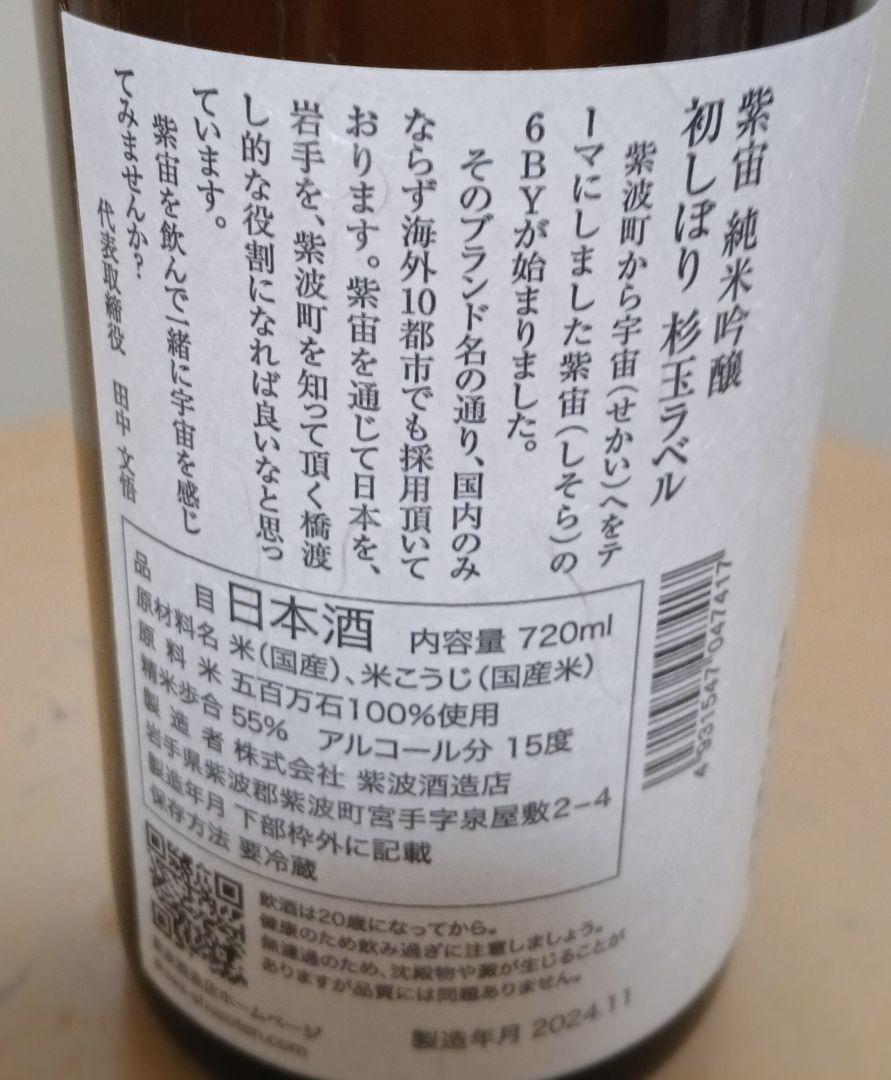 紫宙 純米吟醸
初しぼり 杉玉ラベル
紫波町から宇宙(せかい)へをテ
ーマにしました紫宙(しそら)の
6BYが始まりました。
そのブランド名の通り、国内のみ
ならず海外10都市でも採用頂いて
おります。紫宙を通じて日本を、
岩手を、紫波町を知って頂く橋渡
し的な役割になれば良いなと思っ
ています。
紫宙を飲んで一緒に宇宙を感じ
てみませんか?
代表取締役 田中 文悟
品目 日本酒 内容量 720ml
原材料名 米(国産)、米こうじ(国産米)
原料米 五百万石100%使用
精米歩合 55% アルコール分 15度
製造者 株式会社 紫波酒造店
岩手県紫波郡紫波町宮手字泉屋敷2-4
製造年月 下部枠外に記載
保存方法 要冷蔵
4 931547 047417
飲酒は20歳になってから。
健康のため飲み過ぎに注意しましょう。
無濾過のため、沈殿物や澱が生じることが
ありますが品質には問題ありません。
ホームページ
製造年月 2024.11